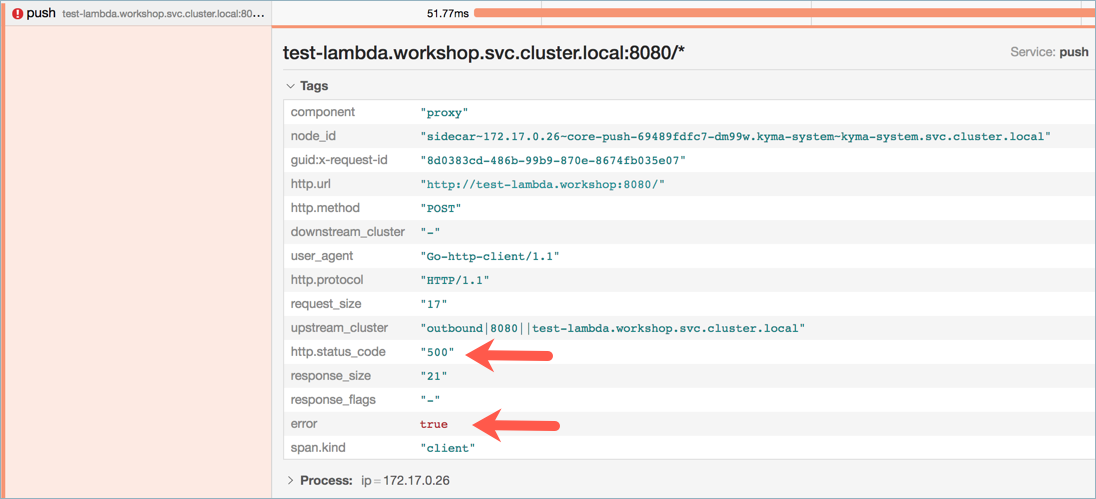 push test-lambda.workshop.svc.cluster.local:80... 51.77ms
test-lambda.workshop.svc.cluster.local:8080/* Service: push
Tags
component "proxy"
node_id "sidecar~172.17.0.26~core-push-69489fdfc7-dm99w.kyma-system~kyma-system.svc.cluster.local"
guid:x-request-id "8d0383cd-486b-99b9-870e-8674fb035e07"
http.url "http://test-lambda.workshop:8080/"
http.method "POST"
downstream_cluster "-"
user_agent "Go-http-client/1.1"
http.protocol "HTTP/1.1"
request_size "17"
upstream_cluster "outbound|8080||test-lambda.workshop.svc.cluster.local"
http.status_code "500"
response_size "21"
response_flags "-"
error true
span.kind "client"
Process: ip = 172.17.0.26